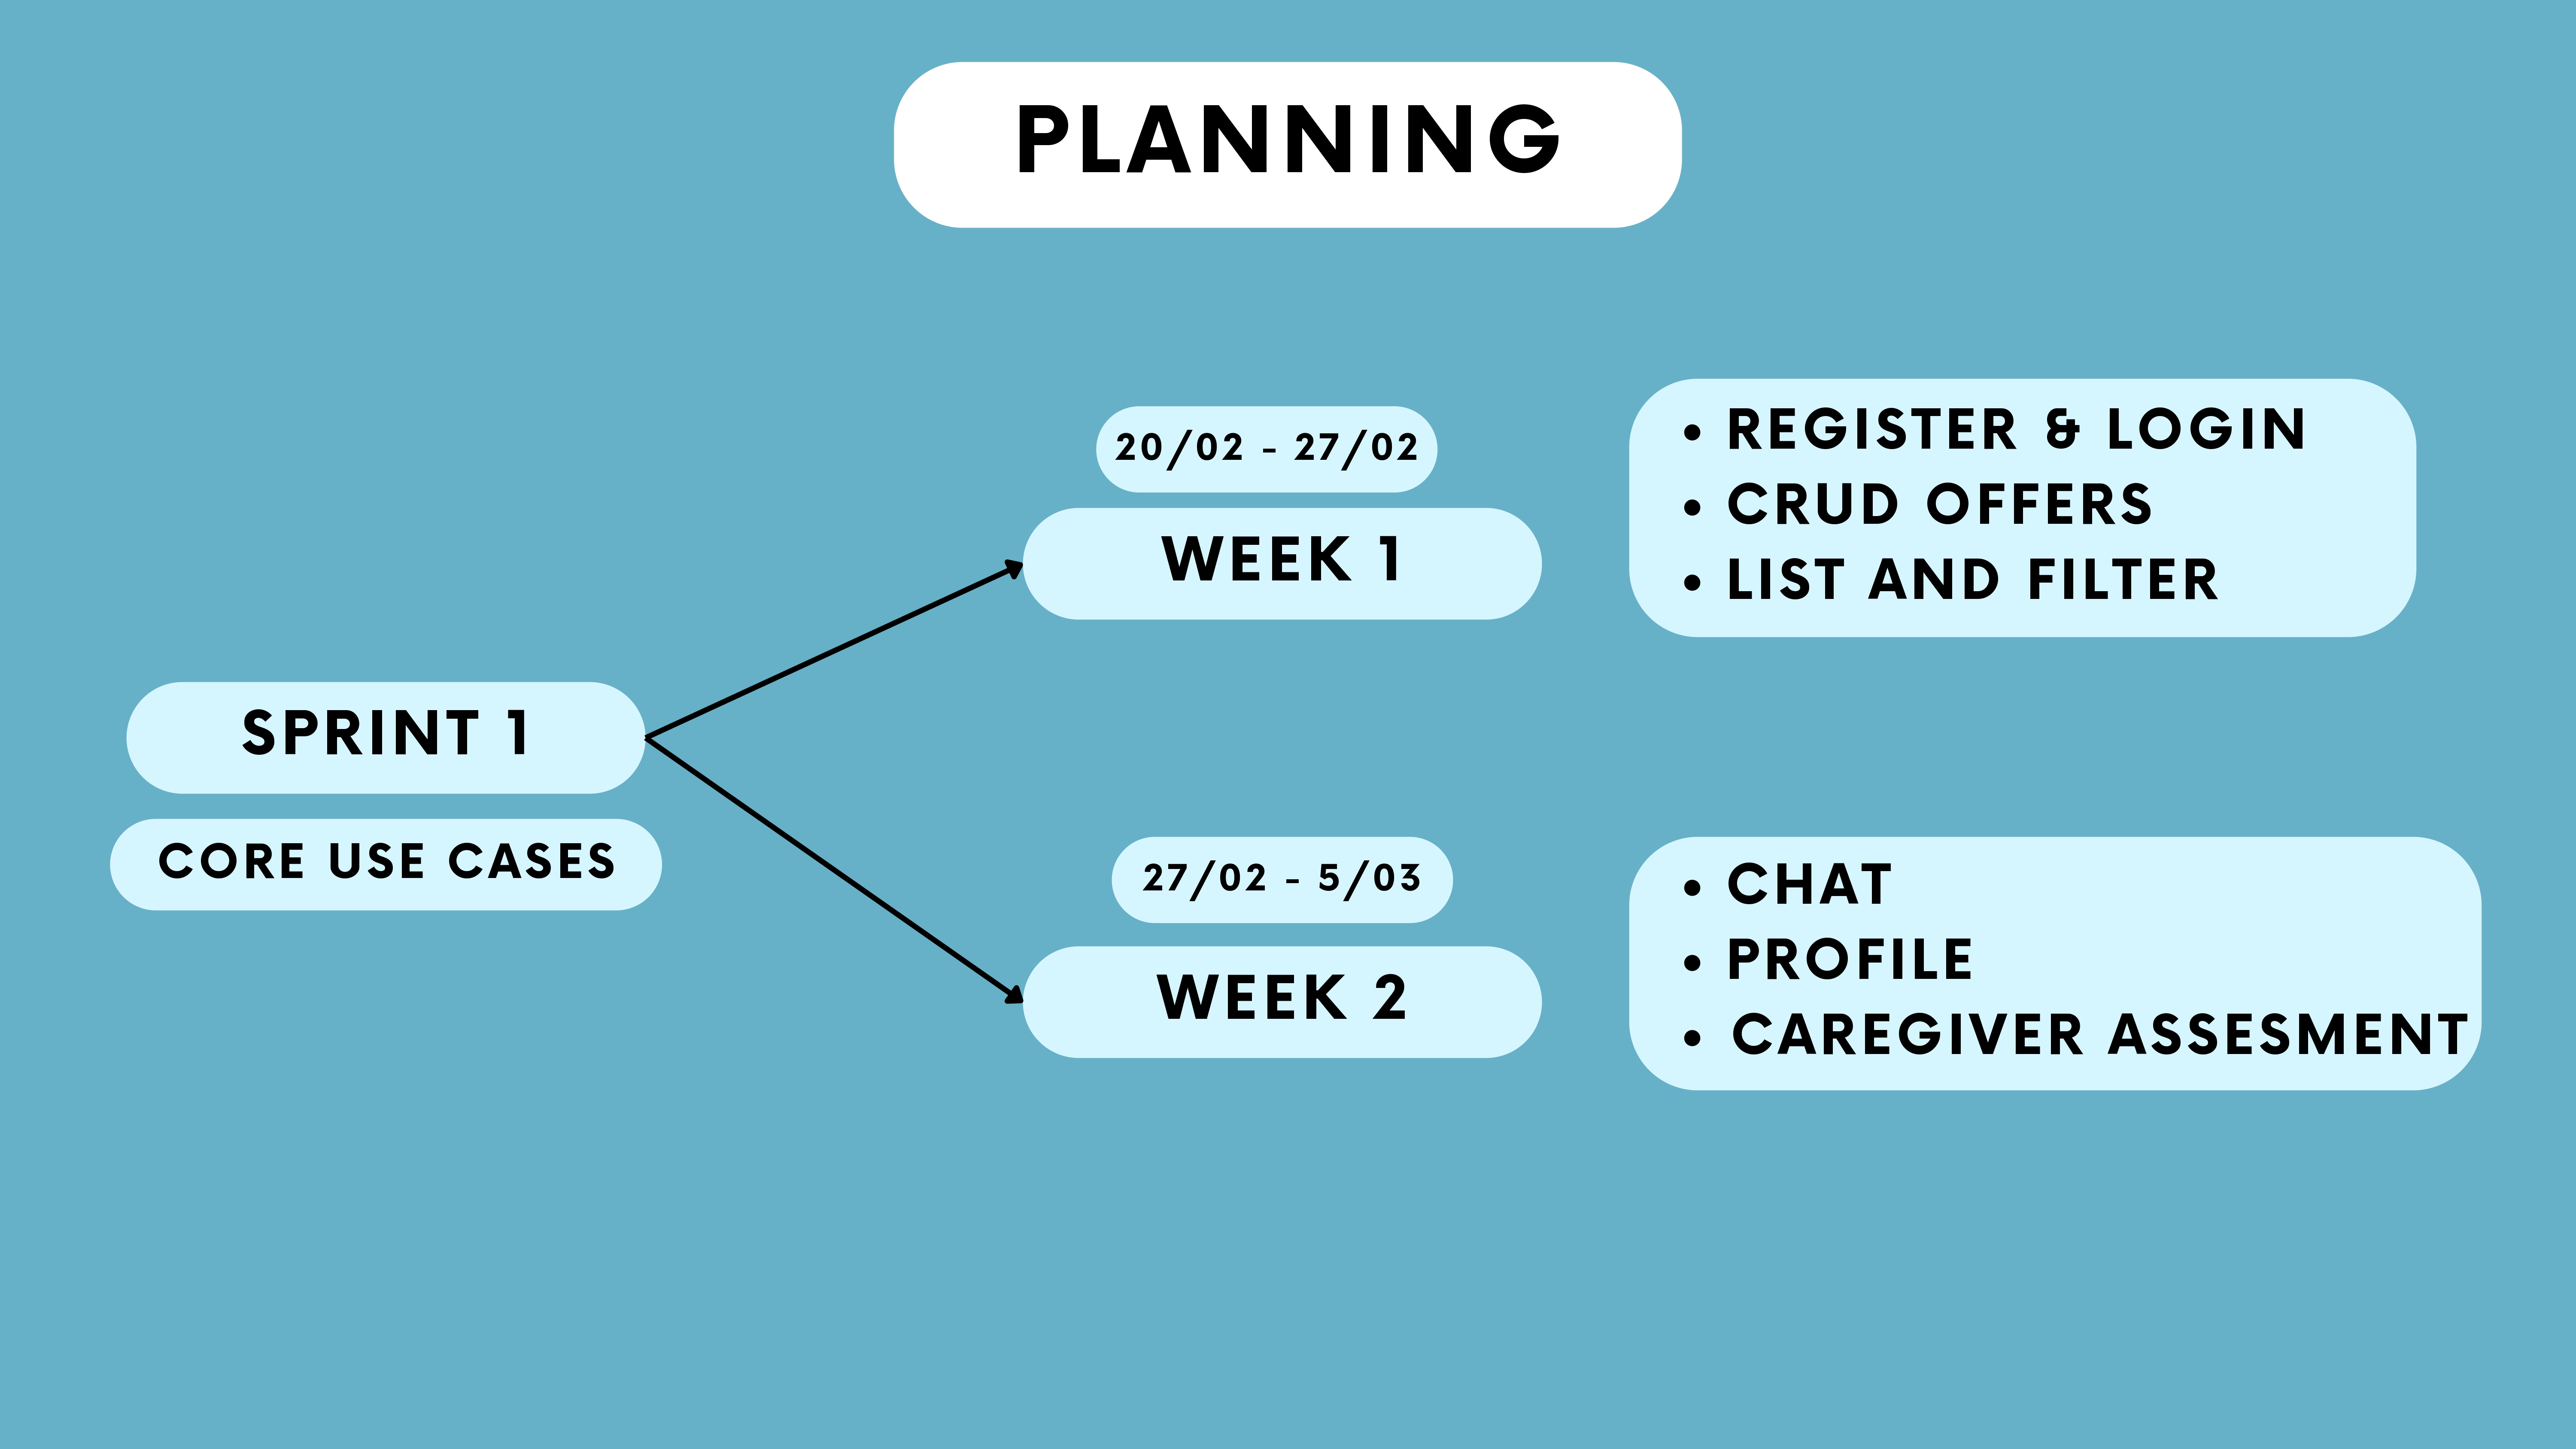 PLANNING
20/02 - 27/02
WEEK 1
• REGISTER & LOGIN
• CRUD OFFERS
• LIST AND FILTER
SPRINT 1
CORE USE CASES
27/02 - 5/03
WEEK 2
• CHAT
• PROFILE
• CAREGIVER ASSESMENT